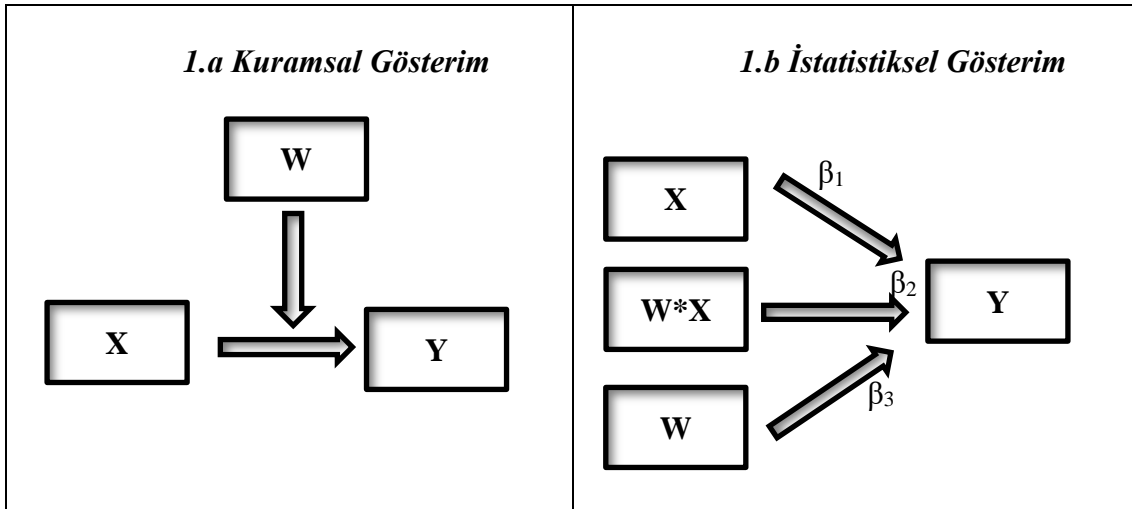 1.a Kuramsal Gösterim
W
X
Y
1.b İstatistiksel Gösterim
X
β1
W*X
β2
Y
W
β3